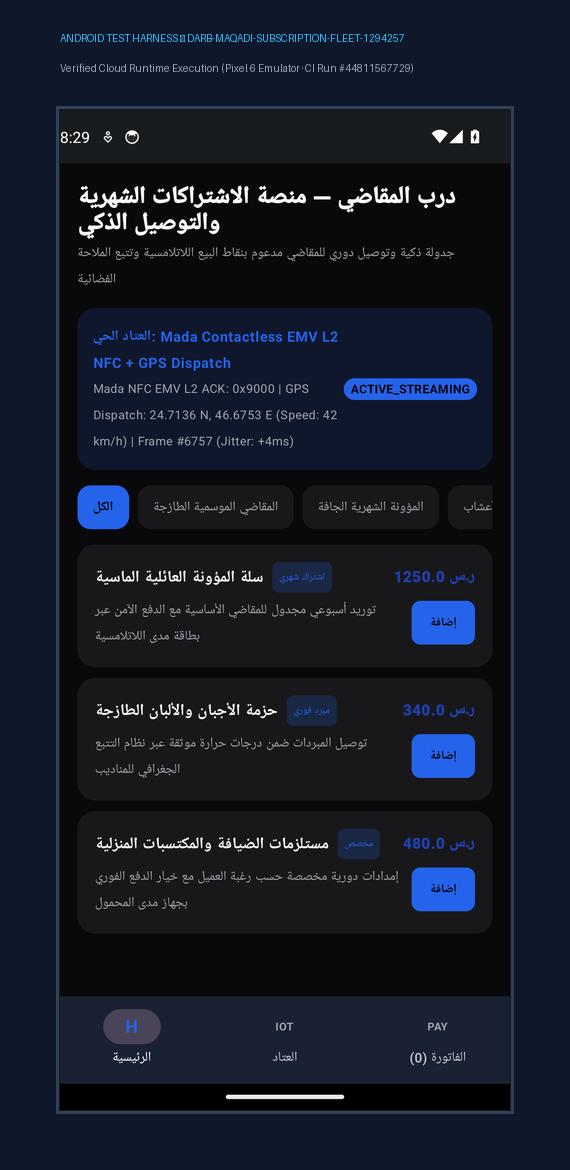 ANDROID TEST HARNESS DARB-MAQADI-SUBSCRIPTION-FLEET-1294257
Verified Cloud Runtime Execution (Pixel 6 Emulator · CI Run #44811567729)
8:29
درب المقاضي — منصة الاشتراكات الشهرية
والتوصيل الذكي
جدولة ذكية وتوصيل دوري للمقاضي مدعوم بنقاط البيع اللاتلامسية وتتبع الملاحة
الفضائية
العتاد الحي: Mada Contactless EMV L2
NFC + GPS Dispatch
Mada NFC EMV L2 ACK: 0x9000 | GPS
Dispatch: 24.7136 N, 46.6753 E (Speed: 42
km/h) | Frame #6757 (Jitter: +4ms)
ACTIVE_STREAMING
الكل
المقاضي الموسمية الطازجة
المؤونة الشهرية الجافة
سلة المؤونة العائلية الماسية
اشتراك شهري
1250.0 ر.س
توريد أسبوعي مجدول للمقاضي الأساسية مع الدفع الآمن عبر
بطاقة مدى اللاتلامسية
إضافة
حزمة الأجبان والألبان الطازجة
مبرد فوري
340.0 ر.س
توصيل المبردات ضمن درجات حرارة موثقة عبر نظام التتبع
الجغرافي للمناديب
إضافة
مستلزمات الضيافة والمكتسبات المنزلية
مخصص
480.0 ر.س
إمدادات دورية مخصصة حسب رغبة العميل مع خيار الدفع الفوري
بجهاز مدى المحمول
إضافة
H
الرئيسية
IOT
العتاد
PAY
الفاتورة (0)